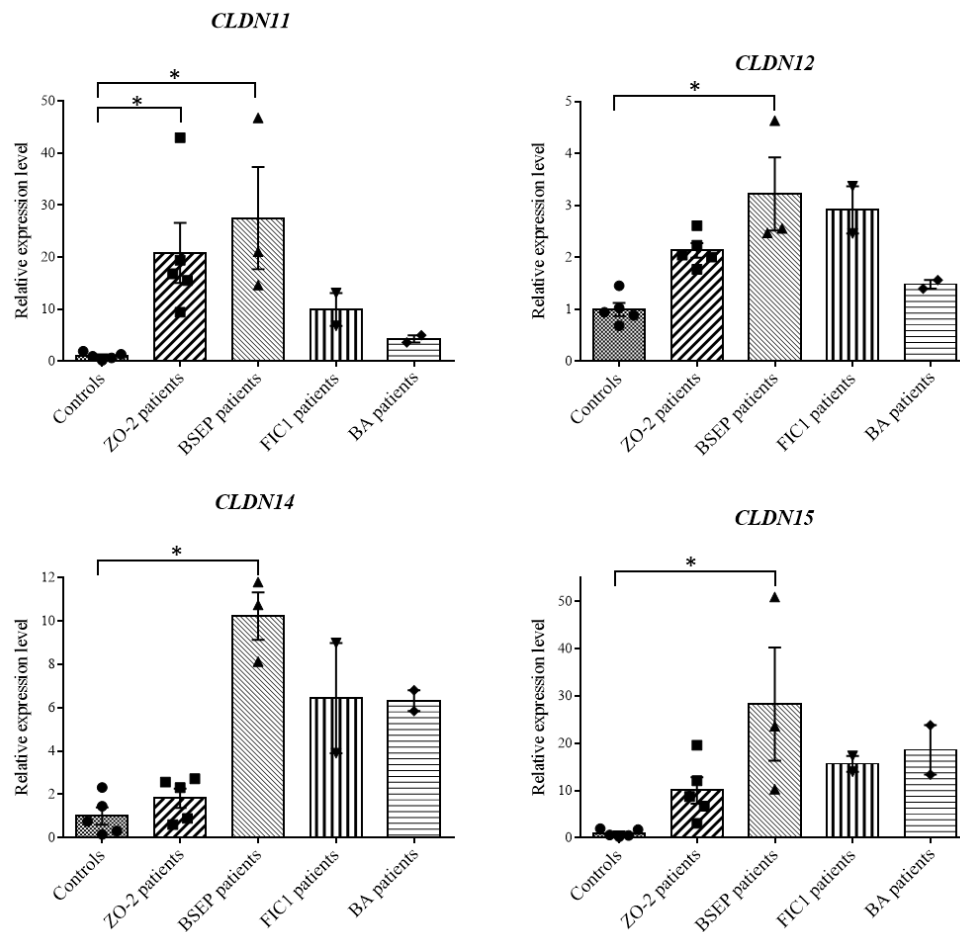 CLDN11
*
*
Relative expression level
50
40
30
20
10
0
Controls
ZO-2 patients
BSEP patients
FIC1 patients
BA patients
CLDN12
*
Relative expression level
5
4
3
2
1
0
Controls
ZO-2 patients
BSEP patients
FIC1 patients
BA patients
CLDN14
*
Relative expression level
12
10
8
6
4
2
0
Controls
ZO-2 patients
BSEP patients
FIC1 patients
BA patients
CLDN15
*
Relative expression level
50
40
30
20
10
0
Controls
ZO-2 patients
BSEP patients
FIC1 patients
BA patients